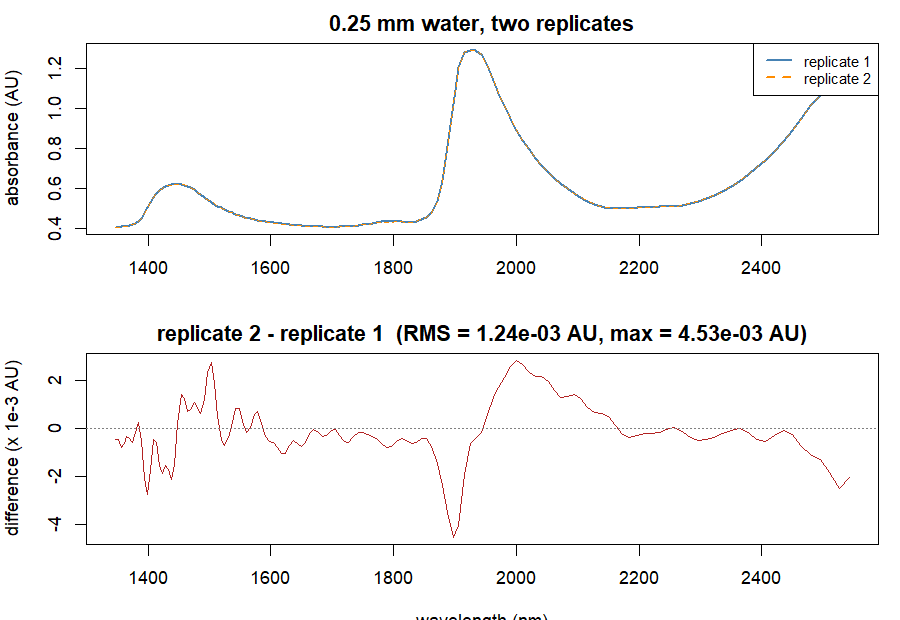 0.25 mm water, two replicates
absorbance (AU)
1.2
1.0
0.8
0.6
0.4
replicate 1
replicate 2
1400 1600 1800 2000 2200 2400
replicate 2 - replicate 1 (RMS = 1.24e-03 AU, max = 4.53e-03 AU)
difference (x 1e-3 AU)
2
0
-2
-4
1400 1600 1800 2000 2200 2400
wavelength (nm)